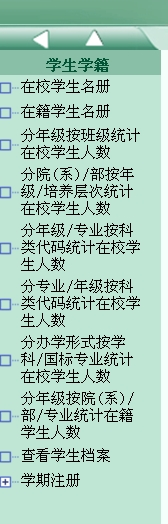 学生学籍
在校学生名册
在籍学生名册
分年级按班级统计
在校学生人数
分院(系)/部按年
级/培养层次统计
在校学生人数
分年级/专业按科
类代码统计在校学
生人数
分专业/年级按科
类代码统计在校学
生人数
分办学形式按学
科/国标专业统计
在校学生人数
分年级按院(系)/
部/专业统计在籍
学生人数
查看学生档案
学期注册